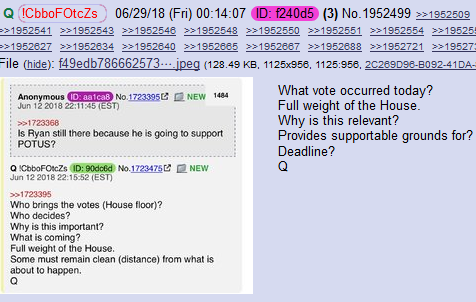 Q !CbboFOtcZs 06/29/18 (Fri) 00:14:07 ID: f240d5 (3) No.1952499 >>1952509
>>1952541 >>1952543 >>1952546 >>1952548 >>1952550 >>1952551 >>1952554
>>1952627 >>1952634 >>1952640 >>1952665 >>1952667 >>1952688 >>1952721 >>195273
File (hide): f49edb786662573⋯.jpeg (128.49 KB, 1125x956, 1125:956, 2C269D96-B092-41DA-
Anonymous ID: aa1ca8 No.1723395 NEW 1484
Jun 12 2018 22:11:45 (EST)
>>1723368
Is Ryan still there because he is going to support
POTUS?
Q !CbboFOtcZs ID: 90dc6d No.1723475 NEW
Jun 12 2018 22:15:52 (EST)
>>1723395
Who brings the votes (House floor)?
Who decides?
Why is this important?
What is coming?
Full weight of the House.
Some must remain clean (distance) from what is
about to happen.
Q
What vote occurred today?
Full weight of the House.
Why is this relevant?
Provides supportable grounds for?
Deadline?
Q